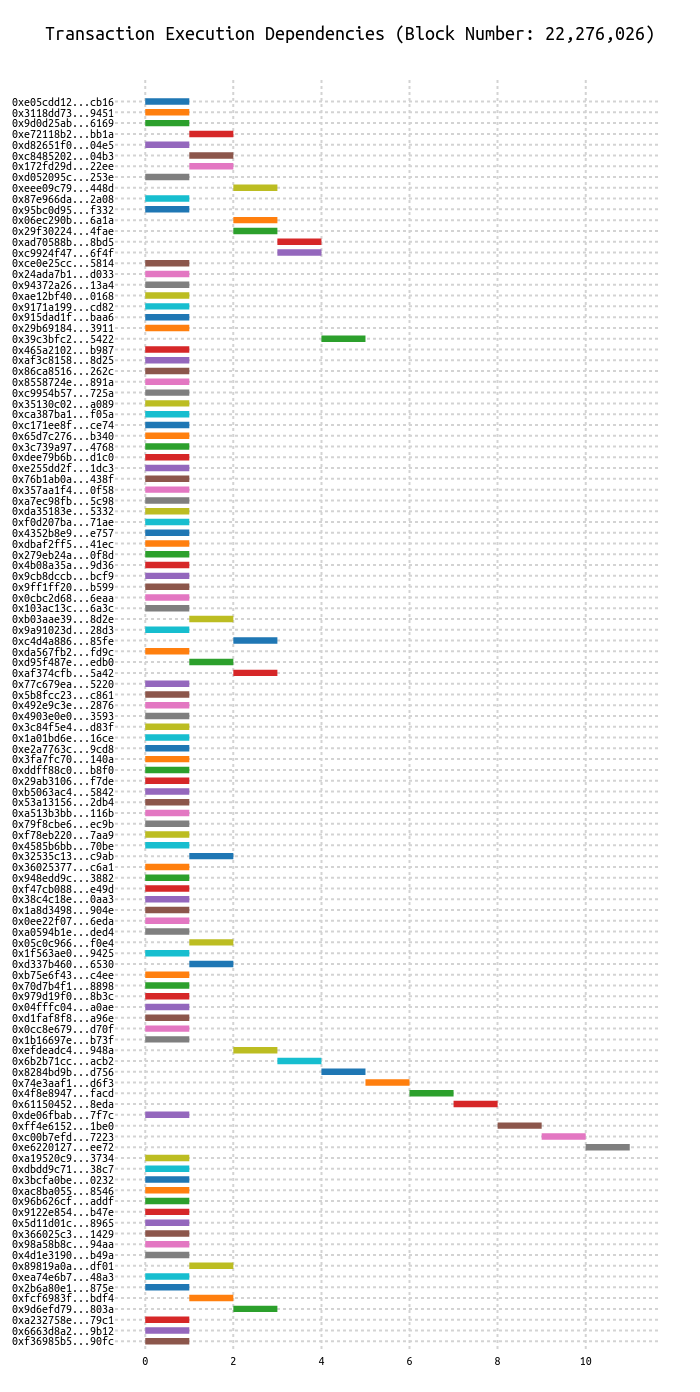 Transaction Execution Dependencies (Block Number: 22,276,026)
0xe05cdd12...cb16
0x3118dd73...9451
0x9d0d25ab...6169
0xe72118b2...bb1a
0xd82651f0...04e5
0xc8485202...04b3
0x172fd29d...22ee
0xd052095c...253e
0xeee09c79...448d
0x87e966da...2a08
0x95bc0d95...f332
0x06ec290b...6a1a
0x29f30224...4fae
0xad70588b...8bd5
0xc9924f47...6f4f
0xce0e25cc...5814
0x24ada7b1...d033
0x94372a26...13a4
0xae12bf40...0168
0x9171a199...cd82
0x915dad1f...baa6
0x29b69184...3911
0x39c3bfc2...5422
0x465a2102...b987
0xaf3c8158...8d25
0x86ca8516...262c
0x8558724e...891a
0xc9954b57...725a
0x35130c02...a089
0xca387ba1...f05a
0xc171ee8f...ce74
0x65d7c276...b340
0x3c739a97...4768
0xdee79b6b...d1c0
0xe255dd2f...1dc3
0x76b1ab0a...438f
0x357aa1f4...0f58
0xa7ec98fb...5c98
0xda35183e...5332
0xf0d207ba...71ae
0x4352b8e9...e757
0xdbaf2ff5...41ec
0x279eb24a...0f8d
0x4b08a35a...9d36
0x9cb8dccb...bcf9
0x9ff1ff20...b599
0x0cbc2d68...6eaa
0x103ac13c...6a3c
0xb03aae39...8d2e
0x9a91023d...28d3
0xc4d4a886...85fe
0xda567fb2...fd9c
0xd95f487e...edb0
0xaf374cfb...5a42
0x77c679ea...5220
0x5b8fcc23...c861
0x492e9c3e...2876
0x4903e0e0...3593
0x3c84f5e4...d83f
0x1a01bd6e...16ce
0xe2a7763c...9cd8
0x3fa7fc70...140a
0xddff88c0...b8f0
0x29ab3106...f7de
0xb5063ac4...5842
0x53a13156...2db4
0xa513b3bb...116b
0x79f8cbe6...ec9b
0xf78eb220...7aa9
0x4585b6bb...70be
0x32535c13...c9ab
0x36025377...c6a1
0x948edd9c...3882
0xf47cb088...e49d
0x38c4c18e...0aa3
0x1a8d3498...904e
0x0ee22f07...6eda
0xa0594b1e...ded4
0x05c0c966...f0e4
0x1f563ae0...9425
0xd337b460...6530
0xb75e6f43...c4ee
0x70d7b4f1...8898
0x979d19f0...8b3c
0x04fffc04...a0ae
0xd1faf8f8...a96e
0x0cc8e679...d70f
0x1b16697e...b73f
0xefdeadc4...948a
0x6b2b71cc...acb2
0x8284bd9b...d756
0x74e3aaf1...d6f3
0x4f8e8947...facd
0x61150452...8eda
0xde06fbab...7f7c
0xff4e6152...1be0
0xc00b7efd...7223
0xe6220127...ee72
0xa19520c9...3734
0xdbdd9c71...38c7
0x3bcfa0be...0232
0xac8ba055...8546
0x96b626cf...addf
0x9122e854...b47e
0x5d11d01c...8965
0x366025c3...1429
0x98a58b8c...94aa
0x4d1e3190...b49a
0x89819a0a...df01
0xea74e6b7...48a3
0x2b6a80e1...875e
0xfcf6983f...bdf4
0x9d6efd79...803a
0xa232758e...79c1
0x6663d8a2...9b12
0xf36985b5...90fc
0 2 4 6 8 10